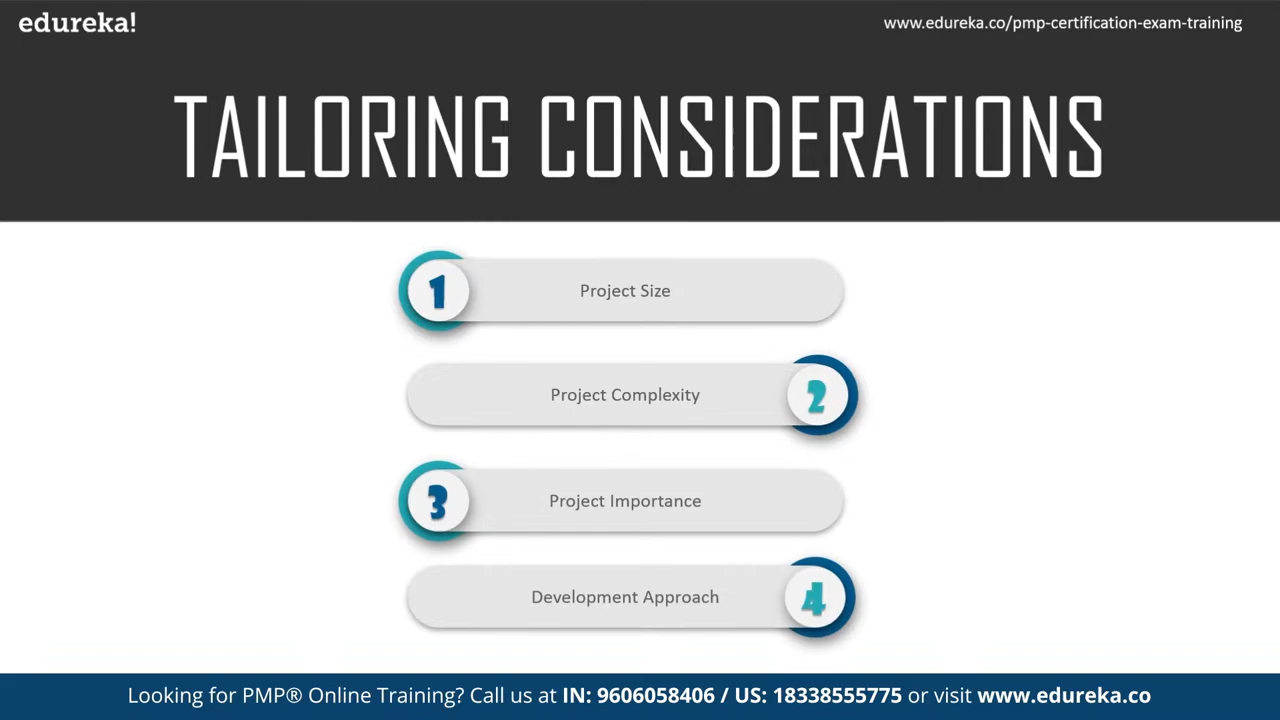 edureka!
www.edureka.co/pmp-certification-exam-training
TAILORING CONSIDERATIONS
1 Project Size
Project Complexity 2
3 Project Importance
Development Approach 4
Looking for PMP® Online Training? Call us at IN: 9606058406 / US: 18338555775 or visit www.edureka.co